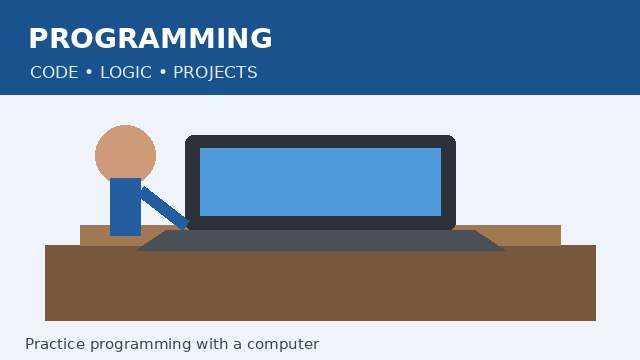 PROGRAMMING
CODE • LOGIC • PROJECTS
Practice programming with a computer